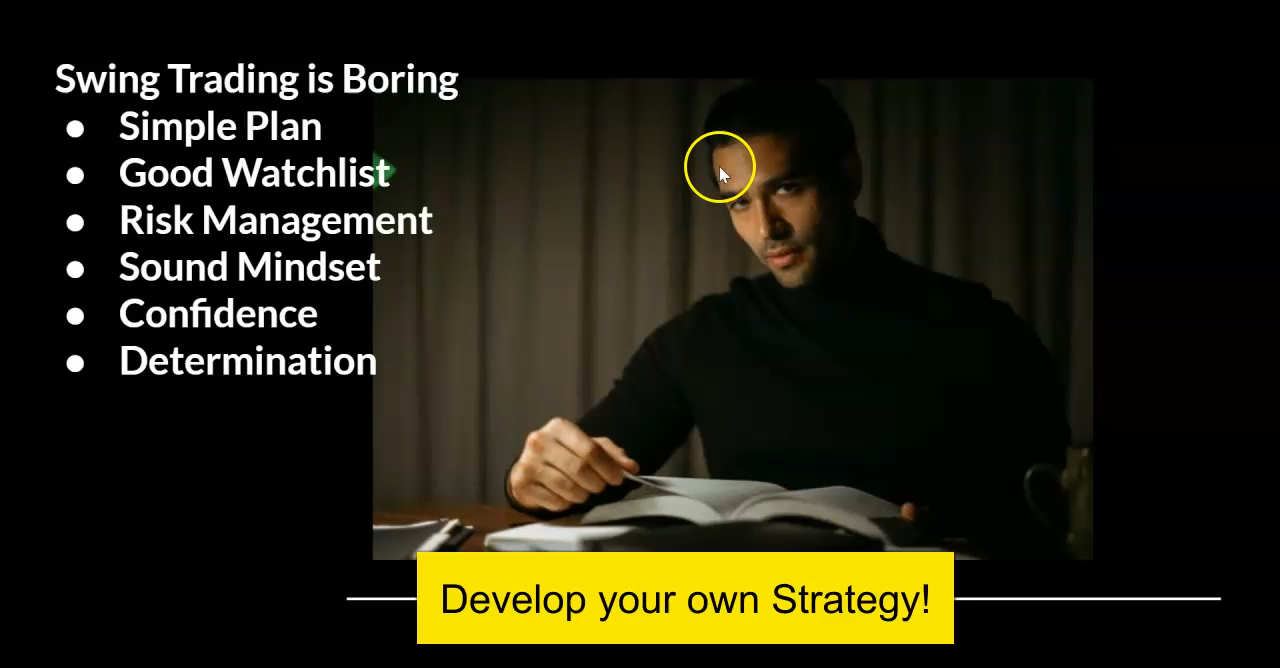 Swing Trading is Boring
● Simple Plan
● Good Watchlist
● Risk Management
● Sound Mindset
● Confidence
● Determination
Develop your own Strategy!